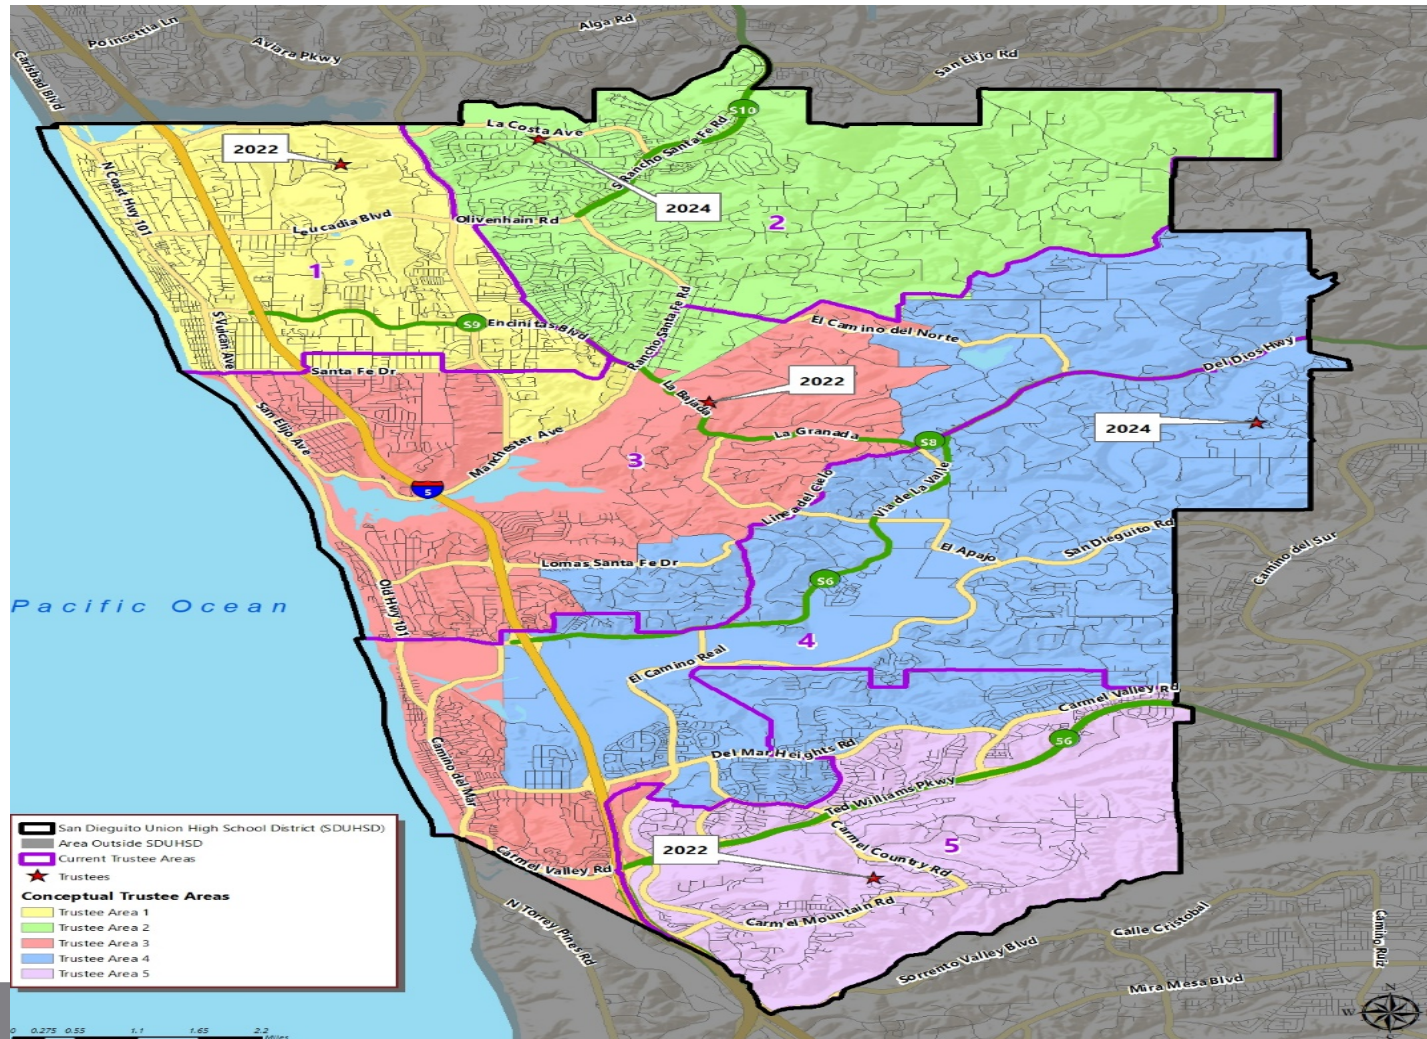 Poinsettia Ln
Aviara Pkwy
Alga Rd
San Elijo Rd
Carlsbad Blvd
S10
La Costa Ave
2022
S Rancho Santa Fe Rd
N Coast Hwy 101
2024
Leucadia Blvd
Olivenhain Rd
2
1
S9
Encinitas Blvd
Rancho Santa Fe Rd
El Camino del Norte
S Vulcan Ave
Santa Fe Dr
Del Dios Hwy
La Bajada
2022
San Elijo Ave
La Granada
S8
2024
Manchester Ave
3
5
Linea del Cielo
Via de La Valle
San Dieguito Rd
El Apajo
Camino del Sur
Lomas Santa Fe Dr
S6
Old Hwy 101
Pacific Ocean
4
El Camino Real
Carmel Valley Rd
Del Mar Heights Rd
S6
Camino del Mar
Ted Williams Pkwy
San Dieguito Union High School District (SDUHSD)
Area Outside SDUHSD
Current Trustee Areas
Trustees
Conceptual Trustee Areas
Trustee Area 1
Trustee Area 2
Trustee Area 3
Trustee Area 4
Trustee Area 5
2022
Carmel Valley Rd
Carmel Country Rd
5
Carmel Mountain Rd
N Torrey Pines Rd
Sorrento Valley Blvd
Calle Cristobal
Camino Ruiz
Mira Mesa Blvd
N
W
0 0.275 0.55 1.1 1.65 2.2
Miles